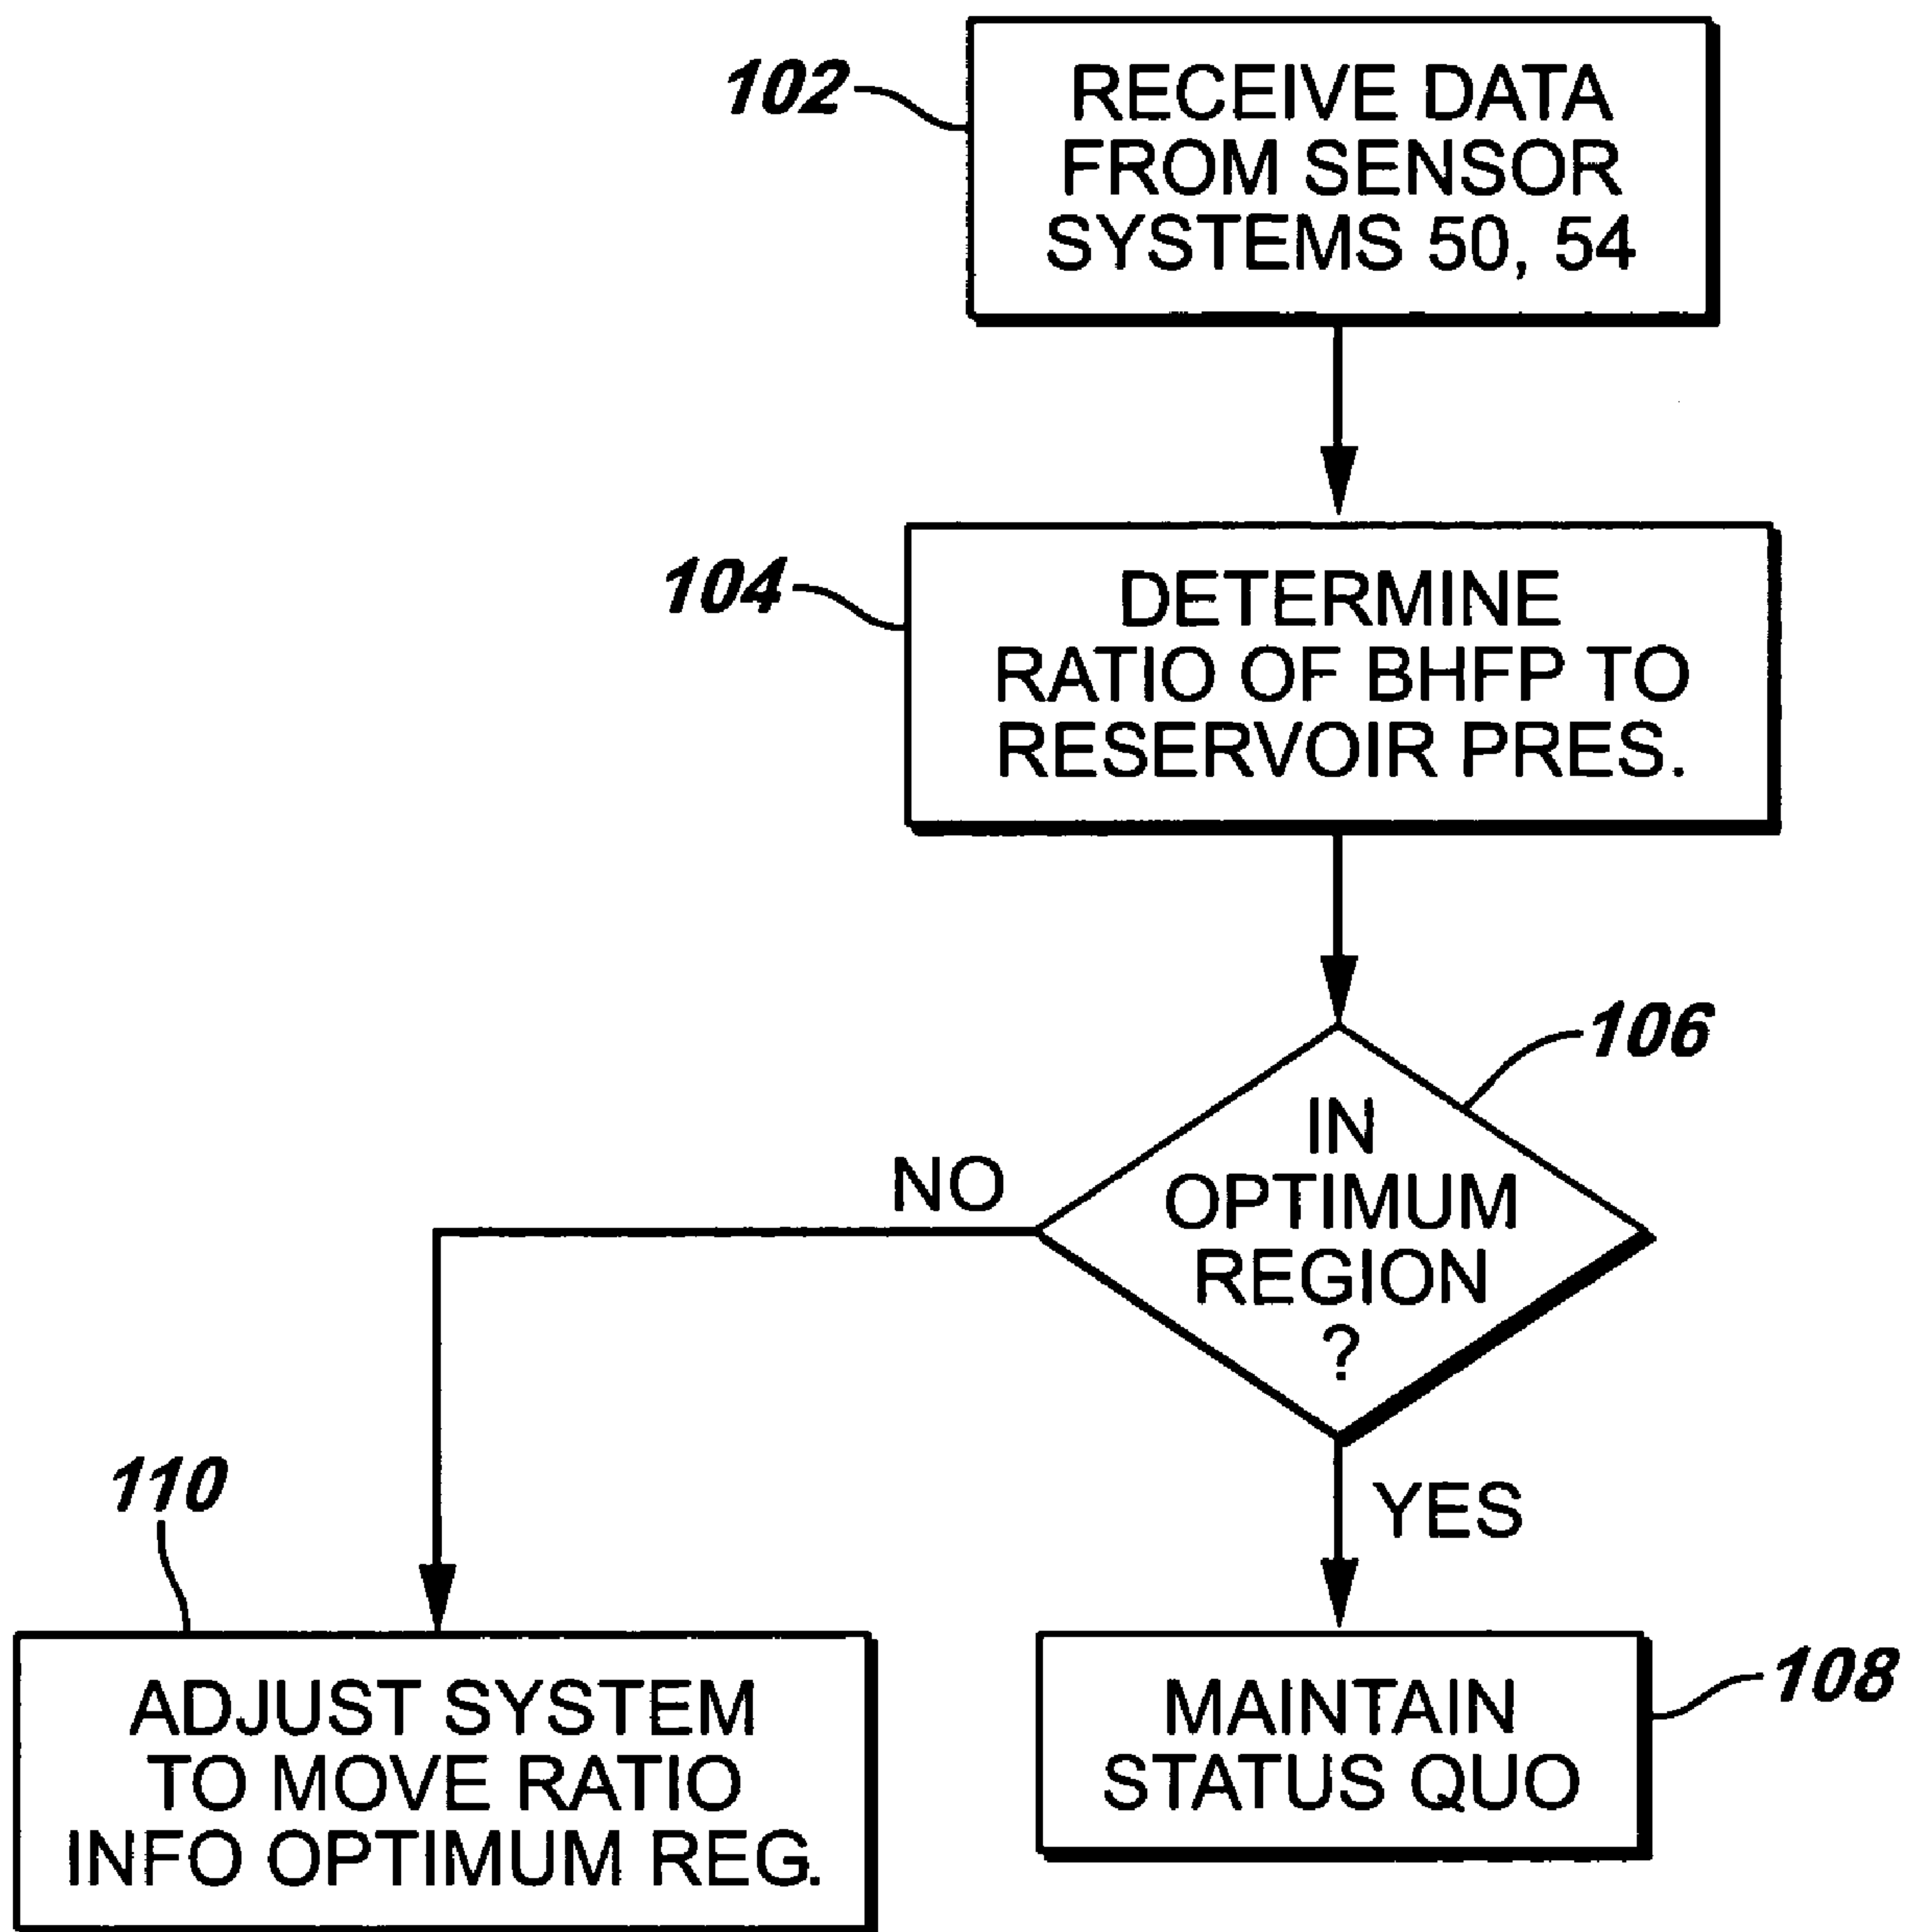 102
RECEIVE DATA
FROM SENSOR
SYSTEMS 50, 54
104
DETERMINE
RATIO OF BHFP TO
RESERVOIR PRES.
106
IN
OPTIMUM
REGION
?
NO
YES
110
ADJUST SYSTEM
TO MOVE RATIO
INFO OPTIMUM REG.
MAINTAIN
STATUS QUO
108